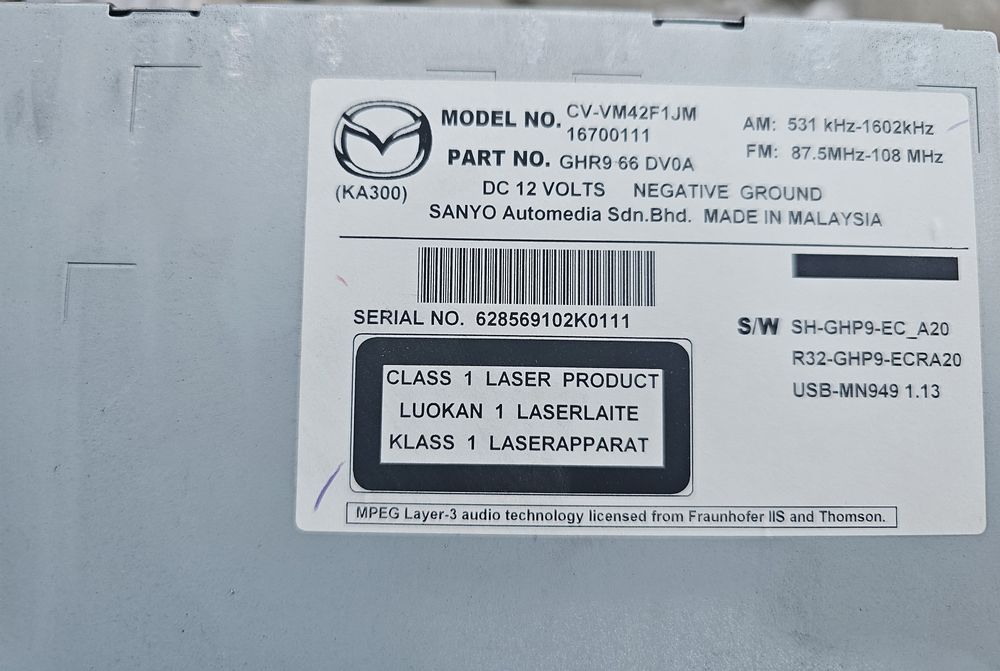 MODEL NO. CV-VM42F1JM
16700111
PART NO. GHR9 66 DV0A
AM: 531 kHz-1602kHz
FM: 87.5MHz-108 MHz
(KA300)
DC 12 VOLTS NEGATIVE GROUND
SANYO Automedia Sdn.Bhd. MADE IN MALAYSIA
SERIAL NO. 628569102K0111
S/W SH-GHP9-EC_A20
R32-GHP9-ECRA20
USB-MN949 1.13
CLASS 1 LASER PRODUCT
LUOKAN 1 LASERLAITE
KLASS 1 LASERAPPARAT
MPEG Layer-3 audio technology licensed from Fraunhofer IIS and Thomson.